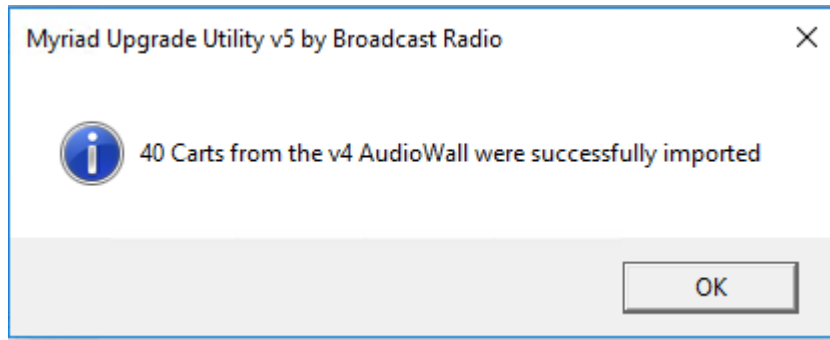 Myriad Upgrade Utility v5 by Broadcast Radio
40 Carts from the v4 AudioWall were successfully imported
OK